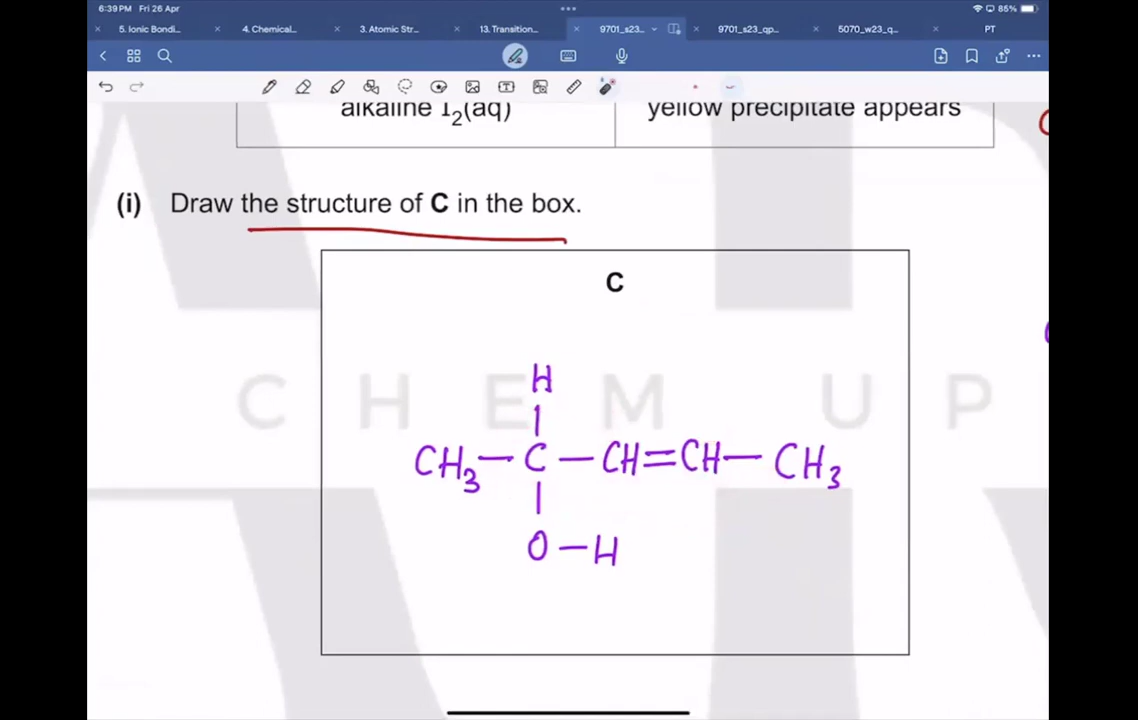 6:39 PM Fri 26 Apr
85%
5. Ionic Bondi... 4. Chemical... 3. Atomic Str... 13. Transition... 9701_s23... 9701_s23_qp... 5070_w23_q... PT
alkaline I₂(aq) yellow precipitate appears
(i) Draw the structure of C in the box.
C
H
CH₃—C—CH=CH—CH₃
O—H
CHEM UP